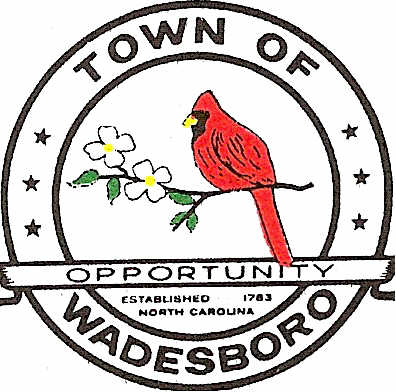 TOWN OF
OPPORTUNITY
ESTABLISHED 1783
NORTH CAROLINA
WADESBORO